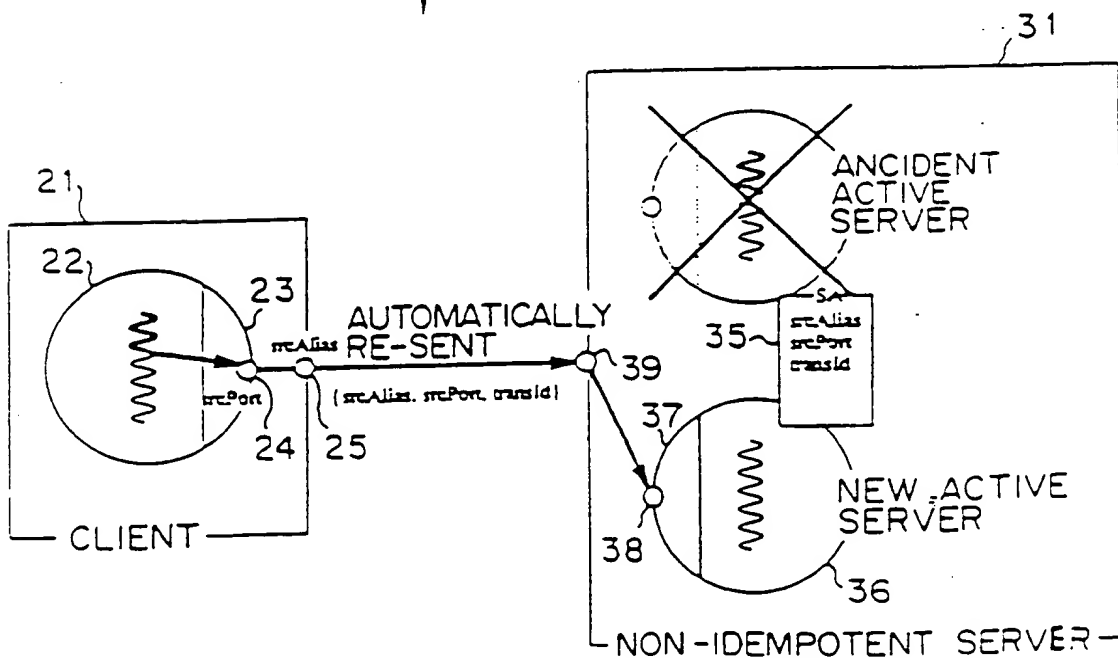 31
21
22
23
srcAlias
AUTOMATICALLY
RE-SENT
srcPort
(srcAlias, srcPort, transId)
24
25
CLIENT
ANCIDENT
ACTIVE
SERVER
SA
35
srcAlias
srcPort
transId
39
37
38
NEW ACTIVE
SERVER
36
NON-IDEMPOTENT SERVER